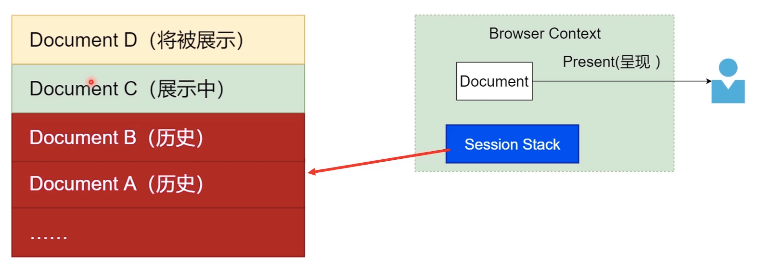 Document D（将被展示）
Document C（展示中）
Document B（历史）
Document A（历史）
……
Browser Context
Present(呈现 ）
Document
Session Stack